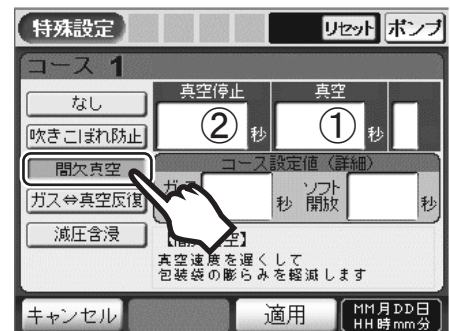 特殊設定 リセット ポンプ
コース 1
なし
吹きこぼれ防止
間欠真空
ガス⇔真空反復
減圧含浸
真空停止 真空
② 秒 ① 秒
コース設定値（詳細）
ガス 秒 ソフト開放 秒
真空速度を遅くして
包装袋の膨らみを軽減します
キャンセル 適用 MM月DD日
HH時mm分